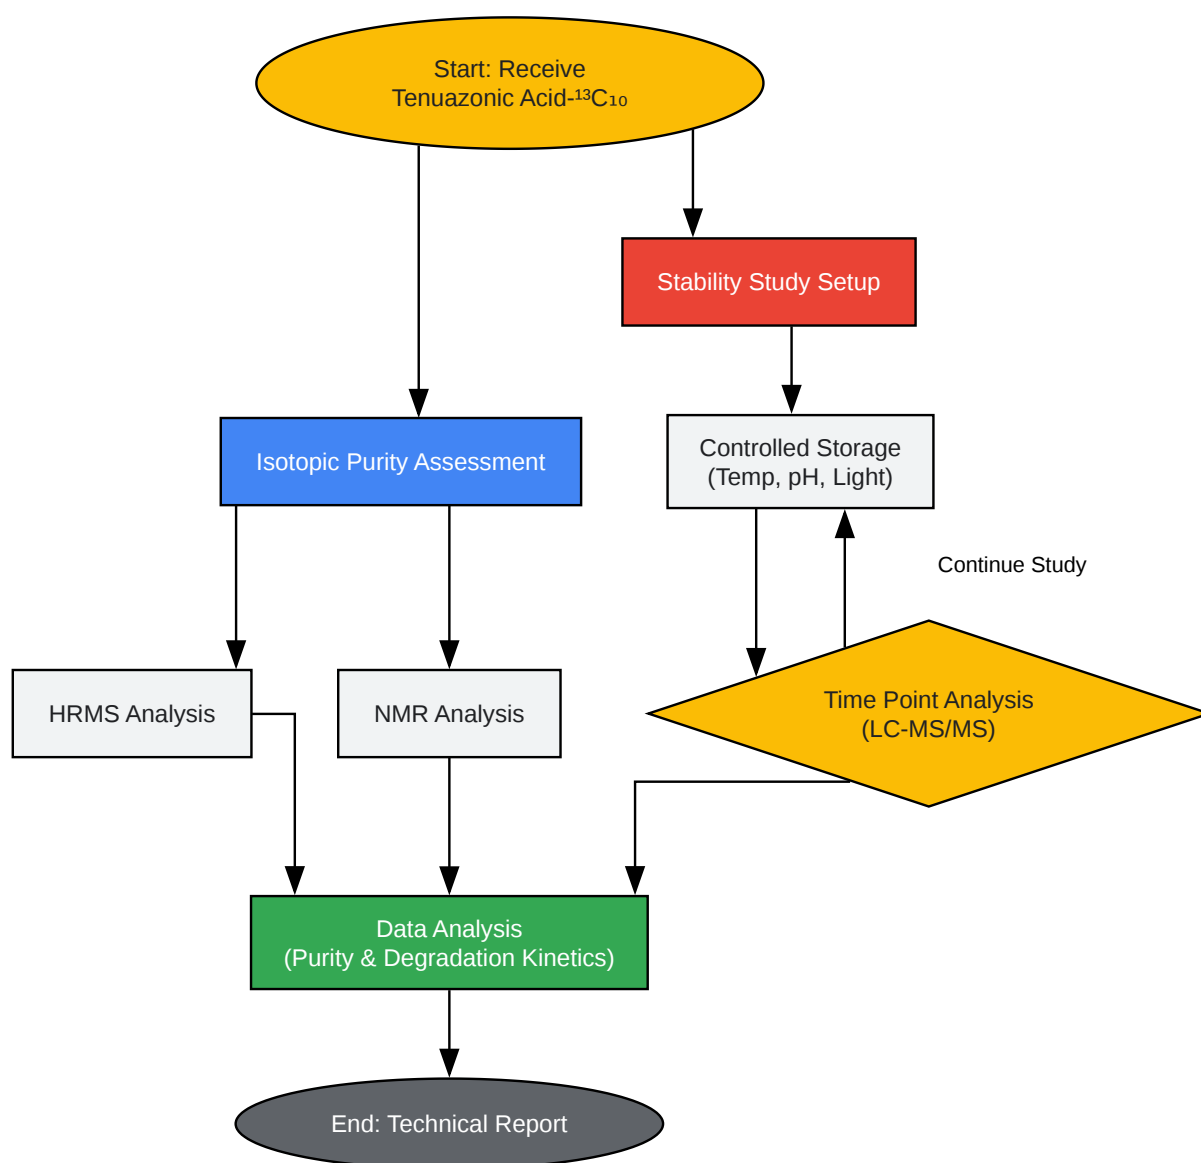 Start: Receive
Tenuazonic Acid-¹³C₁₀
Stability Study Setup
Isotopic Purity Assessment
Controlled Storage
(Temp, pH, Light)
Continue Study
HRMS Analysis
NMR Analysis
Time Point Analysis
(LC-MS/MS)
Data Analysis
(Purity & Degradation Kinetics)
End: Technical Report